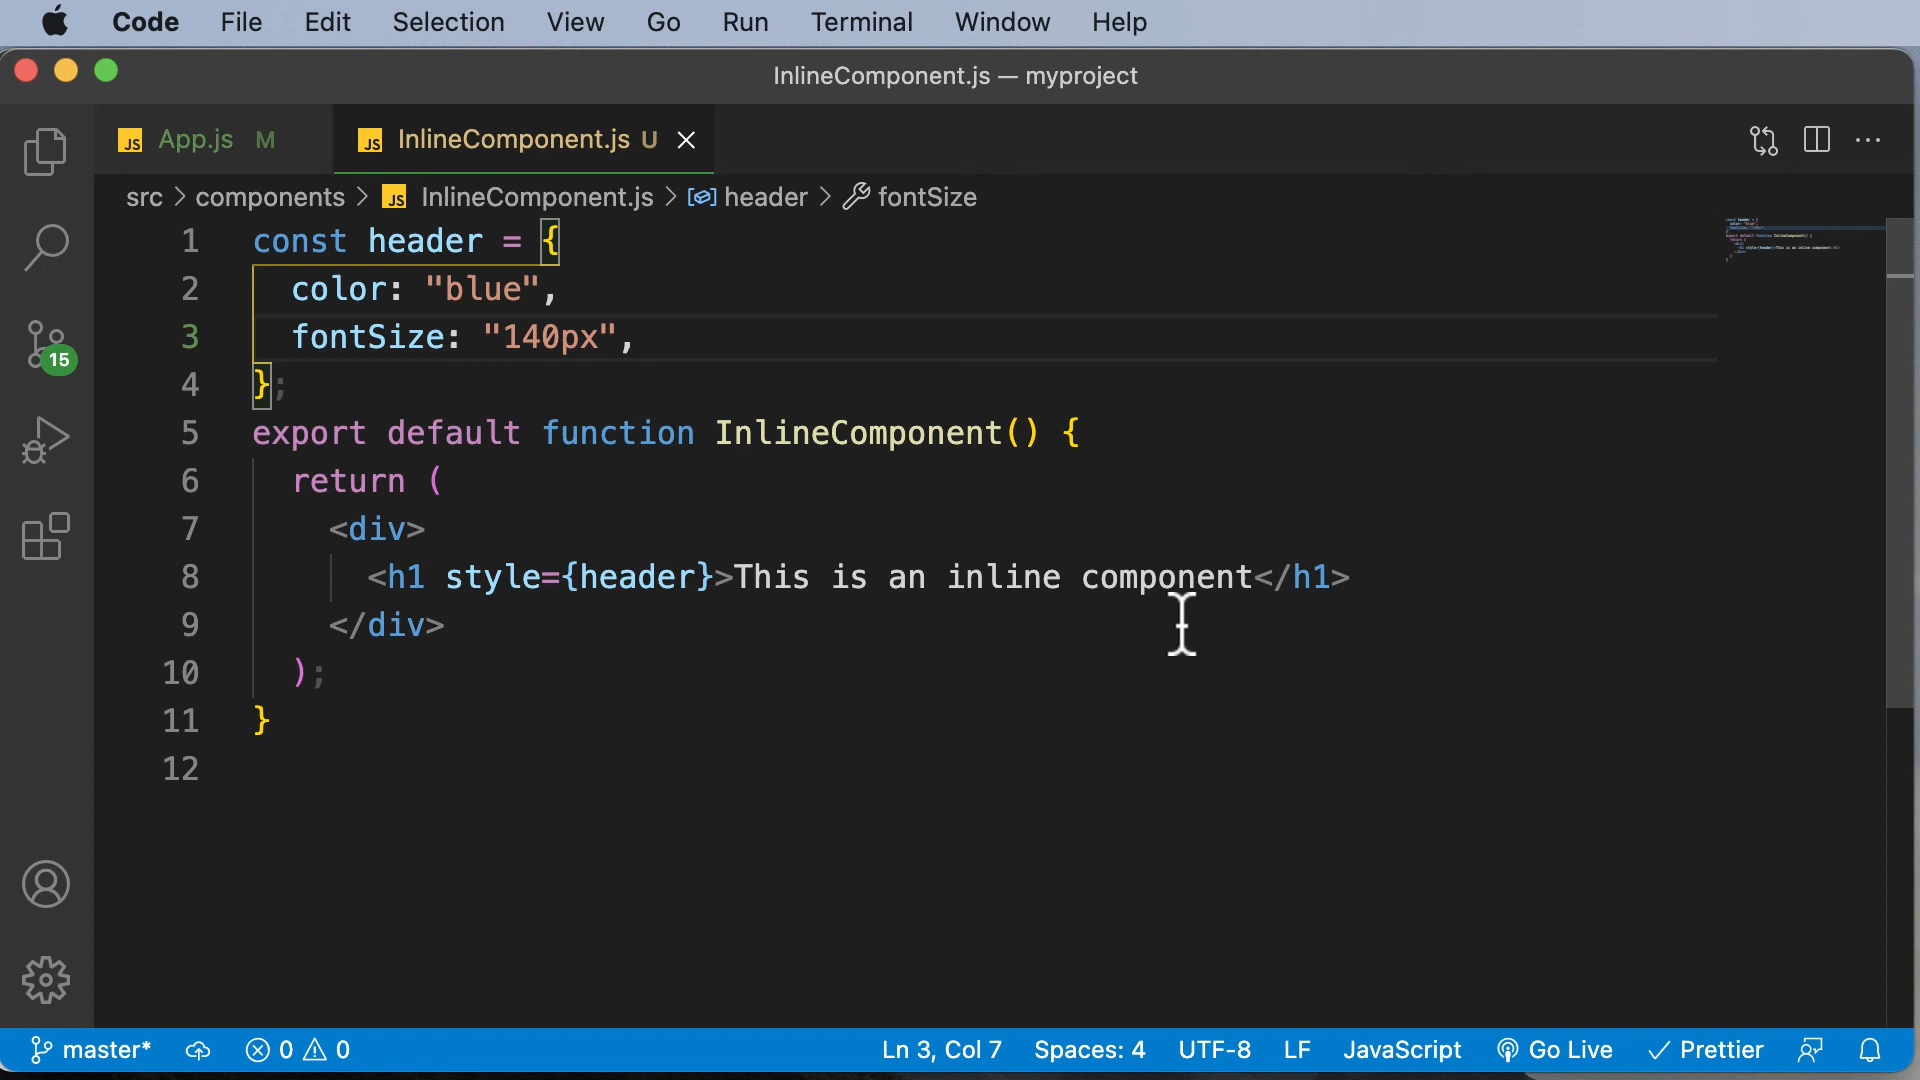 Code File Edit Selection View Go Run Terminal Window Help
InlineComponent.js — myproject
JS App.js M JS InlineComponent.js U
src > components > JS InlineComponent.js > header > fontSize
1 const header = {
2 color: "blue",
3 fontSize: "140px",
4 };
5 export default function InlineComponent() {
6 return (
7 <div>
8 <h1 style={header}>This is an inline component</h1>
9 </div>
10 );
11 }
12
15
master* 0 0 Ln 3, Col 7 Spaces: 4 UTF-8 LF JavaScript Go Live Prettier